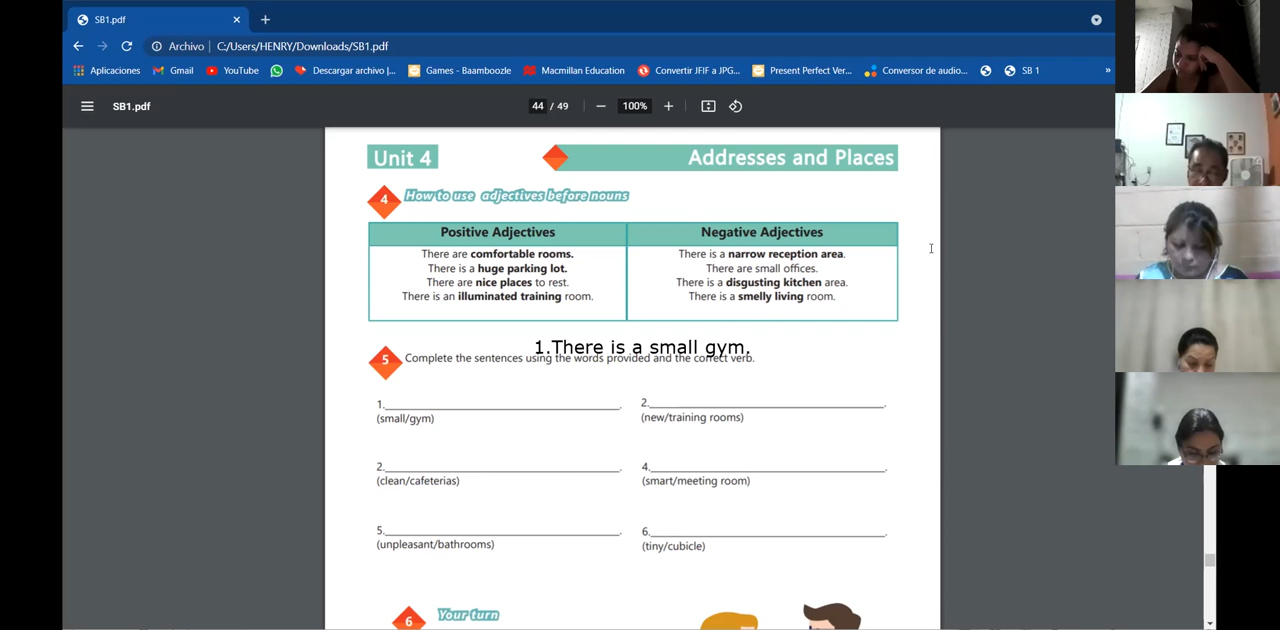 SB1.pdf
Archivo C:/Users/HENRY/Downloads/SB1.pdf
Aplicaciones Gmail YouTube Descargar archivo |... Games - Baamboozle Macmillan Education Convertir JFIF a JPG... Present Perfect Ver... Conversor de audio... SB 1 »
SB1.pdf 44 / 49 100%
Unit 4 Addresses and Places
4 How to use adjectives before nouns
Positive Adjectives Negative Adjectives
There are comfortable rooms. There is a narrow reception area.
There is a huge parking lot. There are small offices.
There are nice places to rest. There is a disgusting kitchen area.
There is an illuminated training room. There is a smelly living room.
1.There is a small gym.
5 Complete the sentences using the words provided and the correct verb.
1.____________________. 2.____________________.
(small/gym) (new/training rooms)
2.____________________. 4.____________________.
(clean/cafeterias) (smart/meeting room)
5.____________________. 6.____________________.
(unpleasant/bathrooms) (tiny/cubicle)
6 Your turn